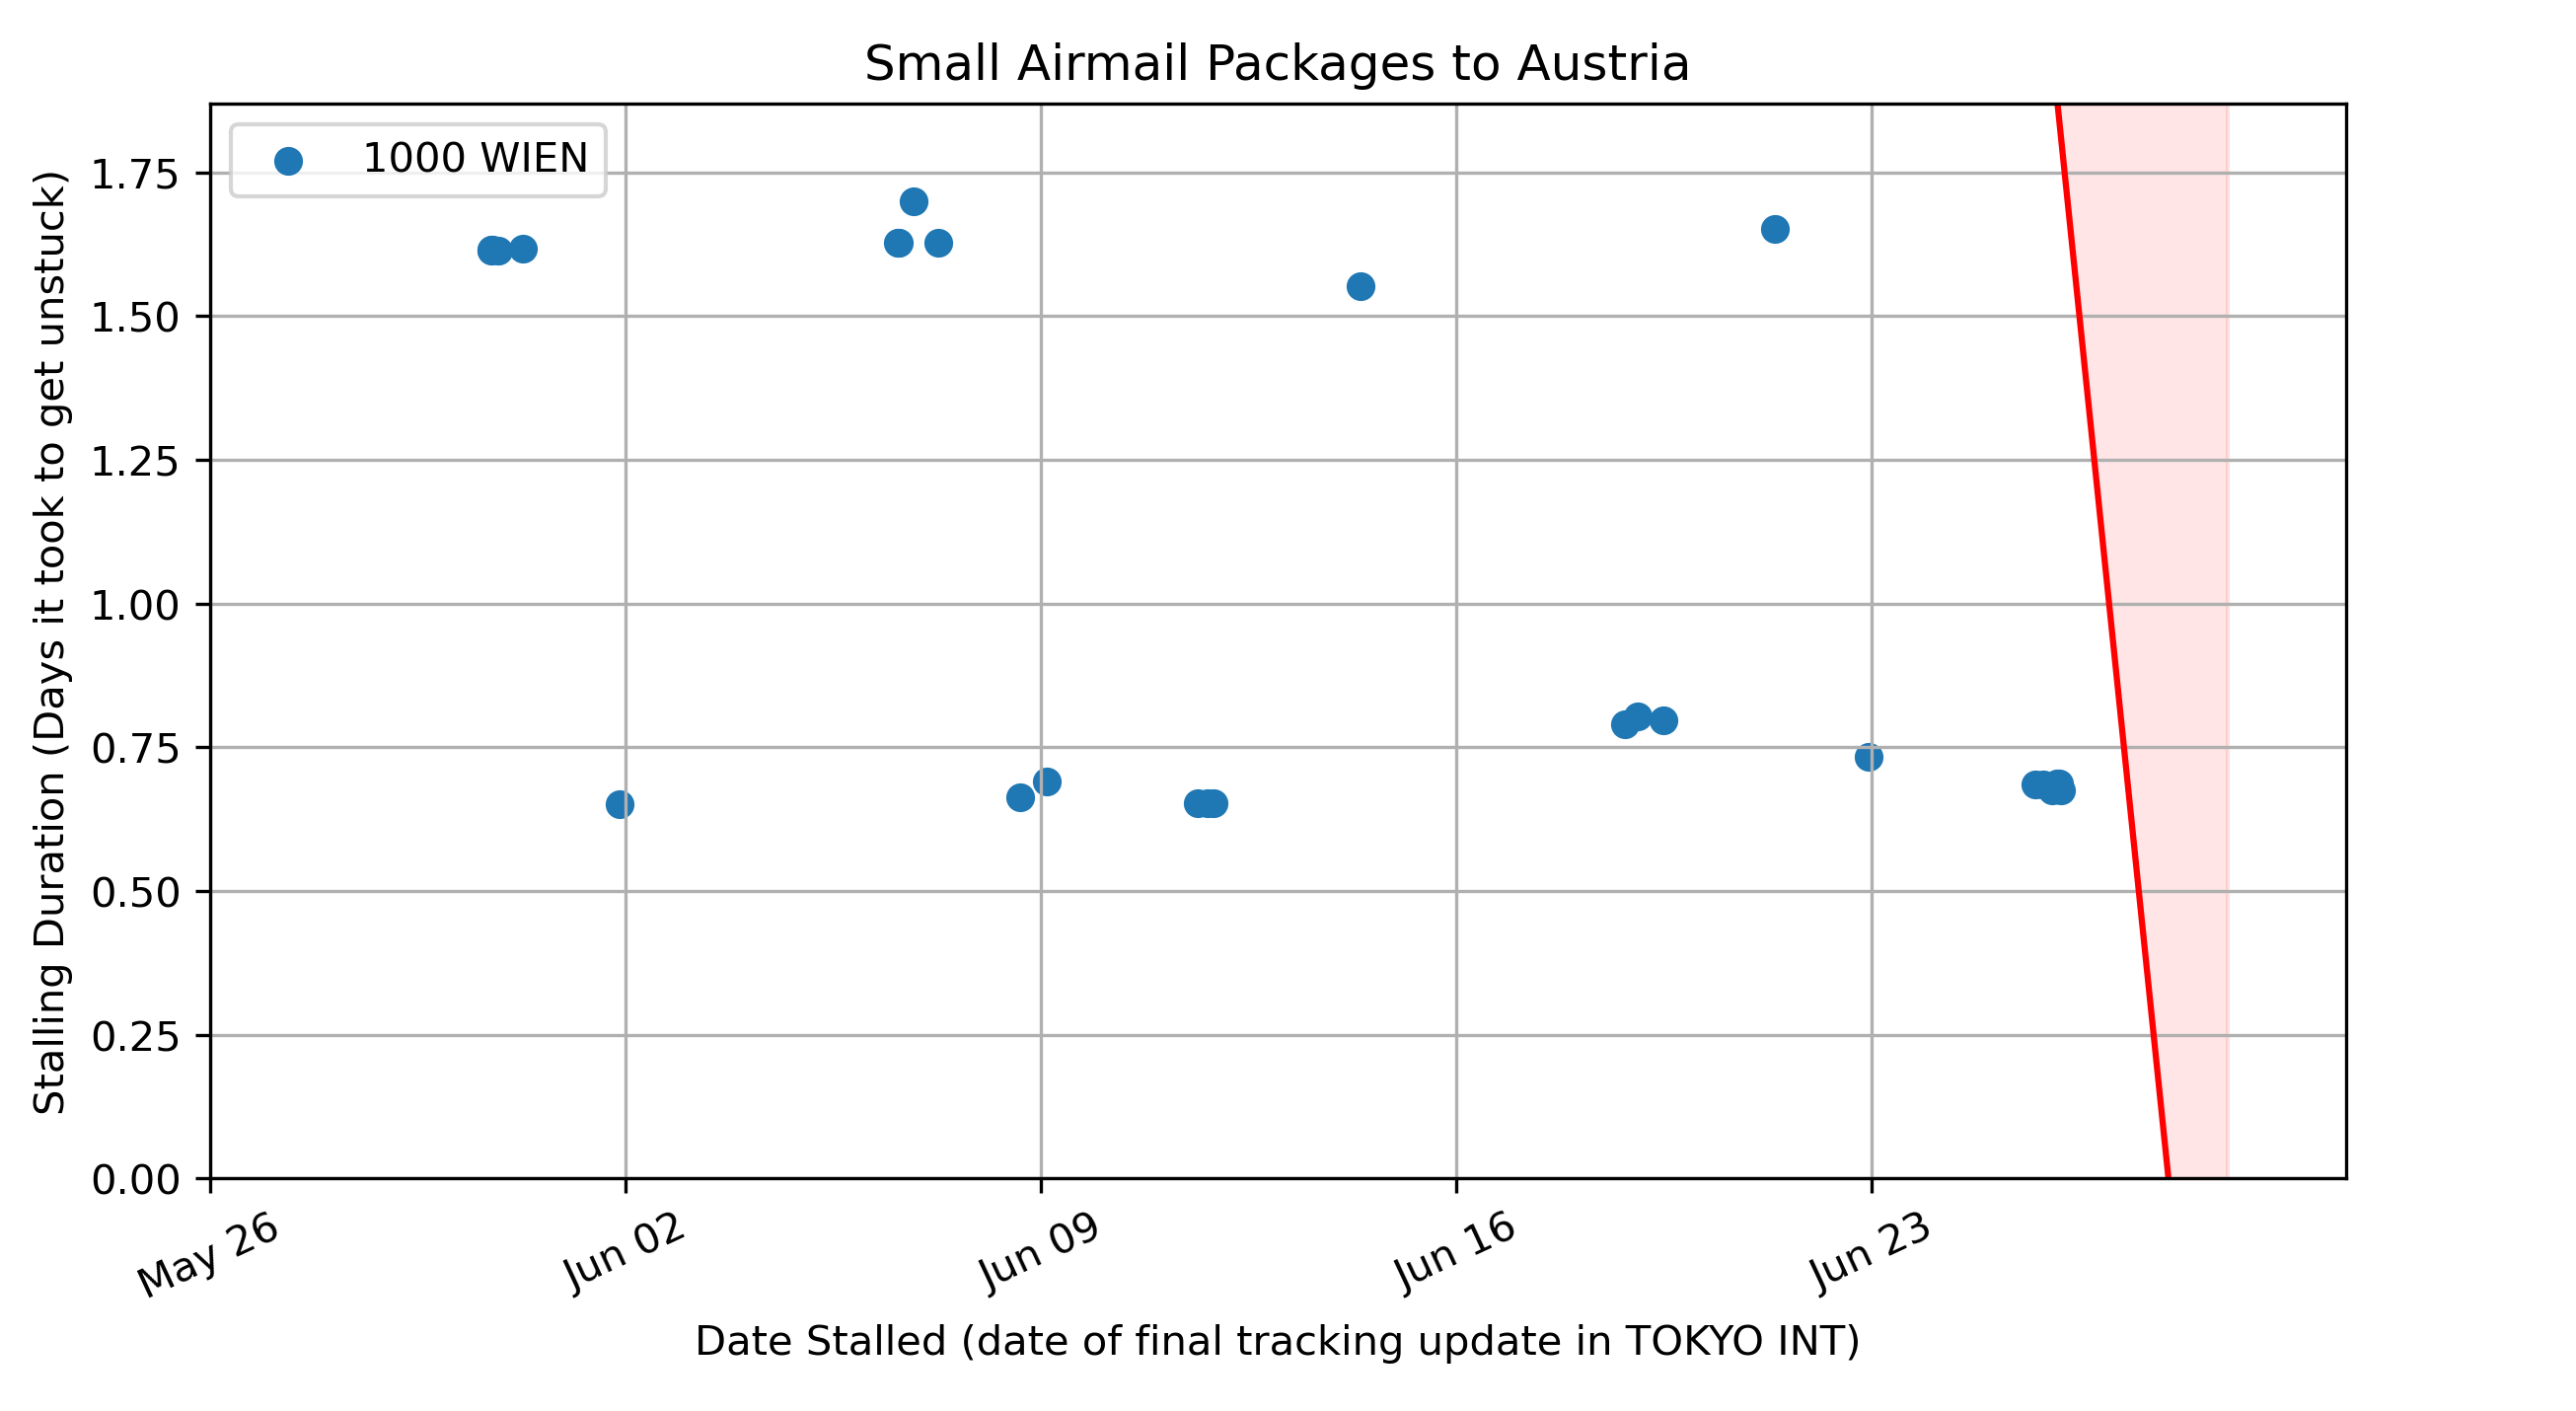 Small Airmail Packages to Austria
1000 WIEN
Stalling Duration (Days it took to get unstuck)
1.75
1.50
1.25
1.00
0.75
0.50
0.25
0.00
May 26
Jun 02
Jun 09
Jun 16
Jun 23
Date Stalled (date of final tracking update in TOKYO INT)